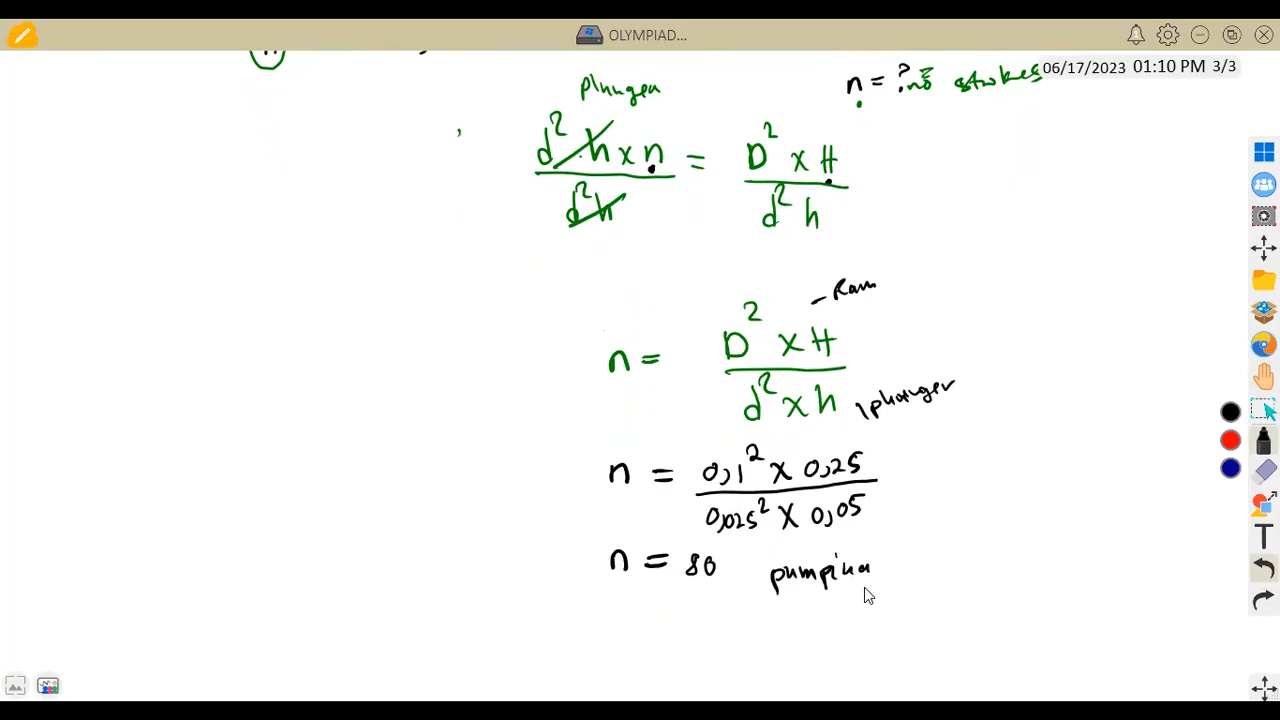 OLYMPIAD...
06/17/2023 01:10 PM 3/3
n = ? no strokes
plunger
d² h x n = D² x H
d² h d² h
- Ram
n = D² x H
d² x h plunger
n = 0,1² x 0,25
0,025² x 0,05
n = 80 pumping
T